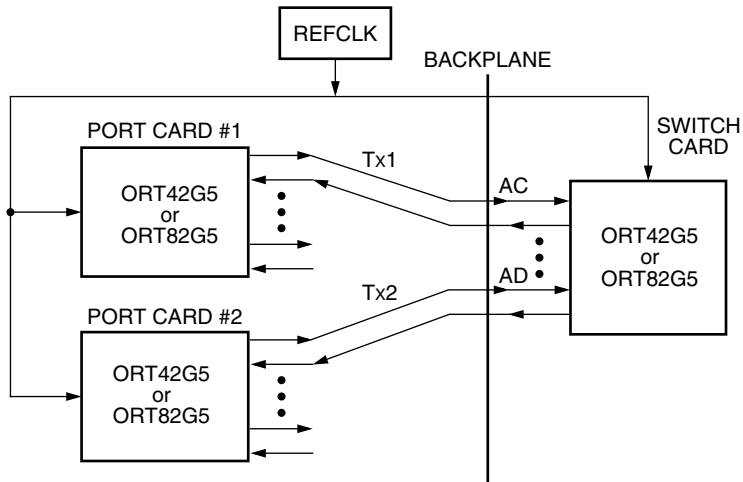 REFCLK
BACKPLANE
PORT CARD #1
SWITCH
CARD
Tx1
AC
ORT42G5
or
ORT82G5
ORT42G5
or
ORT82G5
Tx2
AD
PORT CARD #2
ORT42G5
or
ORT82G5